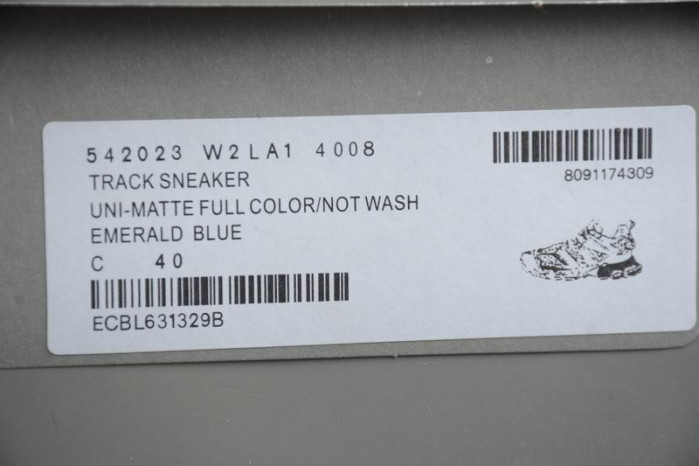 542023 W2LA1 4008
8091174309
TRACK SNEAKER
UNI-MATTE FULL COLOR/NOT WASH
EMERALD BLUE
C 40
ECBL631329B